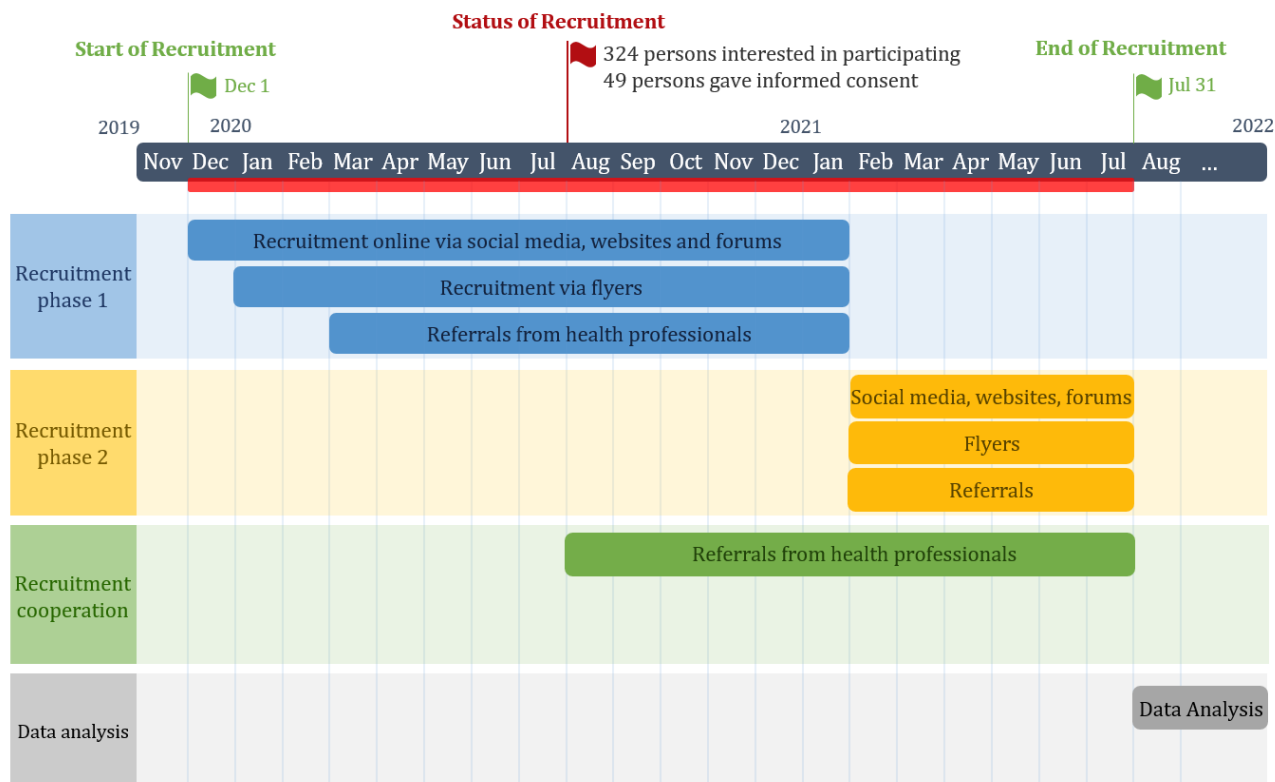 Status of Recruitment
Start of Recruitment
324 persons interested in participating
End of Recruitment
49 persons gave informed consent
Dec 1
Jul 31
2019
2020
2021
2022
Nov Dec Jan Feb Mar Apr May Jun Jul Aug Sep Oct Nov Dec Jan Feb Mar Apr May Jun Jul Aug ...
Recruitment
phase 1
Recruitment online via social media, websites and forums
Recruitment via flyers
Referrals from health professionals
Recruitment
phase 2
Social media, websites, forums
Flyers
Referrals
Recruitment
cooperation
Referrals from health professionals
Data analysis
Data Analysis